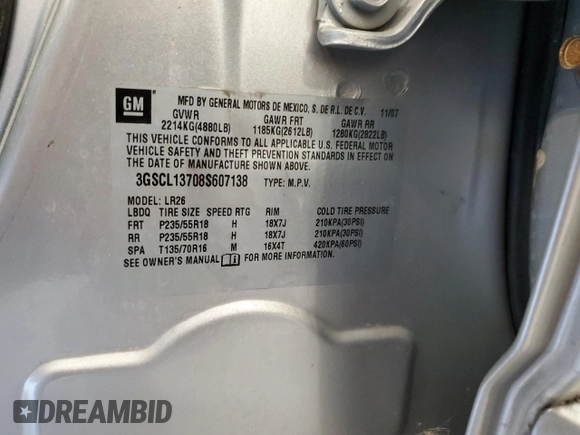 GM
MFD BY GENERAL MOTORS DE MEXICO, S. DE R.L. DE C.V. 11/07
GVWR GAWR FRT GAWR RR
2214KG(4880LB) 1185KG(2612LB) 1280KG(2822LB)
THIS VEHICLE CONFORMS TO ALL APPLICABLE U.S. FEDERAL MOTOR
VEHICLE SAFETY AND THEFT PREVENTION STANDARDS IN EFFECT ON
THE DATE OF MANUFACTURE SHOWN ABOVE.
3GSCL13708S607138 TYPE: M.P.V.
MODEL: LR26
LBDQ TIRE SIZE SPEED RTG RIM COLD TIRE PRESSURE
FRT P235/55R18 H 18X7J 210KPA(30PSI)
RR P235/55R18 H 18X7J 210KPA(30PSI)
SPA T135/70R16 M 16X4T 420KPA(60PSI)
SEE OWNER'S MANUAL FOR MORE INFORMATION.
DREAMBID